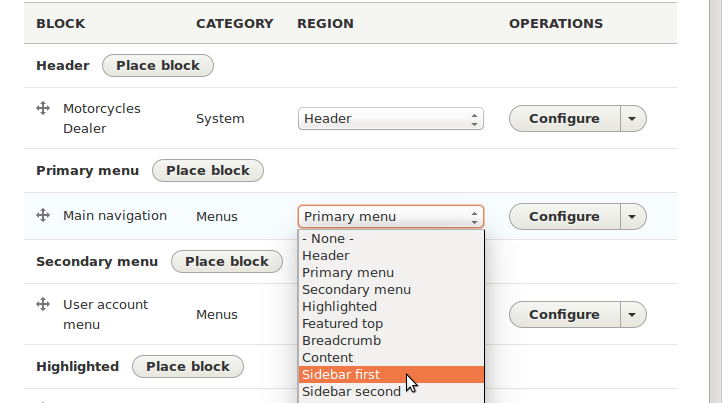 BLOCK CATEGORY REGION OPERATIONS
Header Place block
Motorcycles
Dealer
System
Header
Configure
Primary menu Place block
Main navigation Menus Primary menu Configure
- None -
Header
Primary menu
Secondary menu
Highlighted
Featured top
Breadcrumb
Content
Sidebar first
Sidebar second
Secondary menu Place block
User account
menu
Menus
Configure
Highlighted Place block